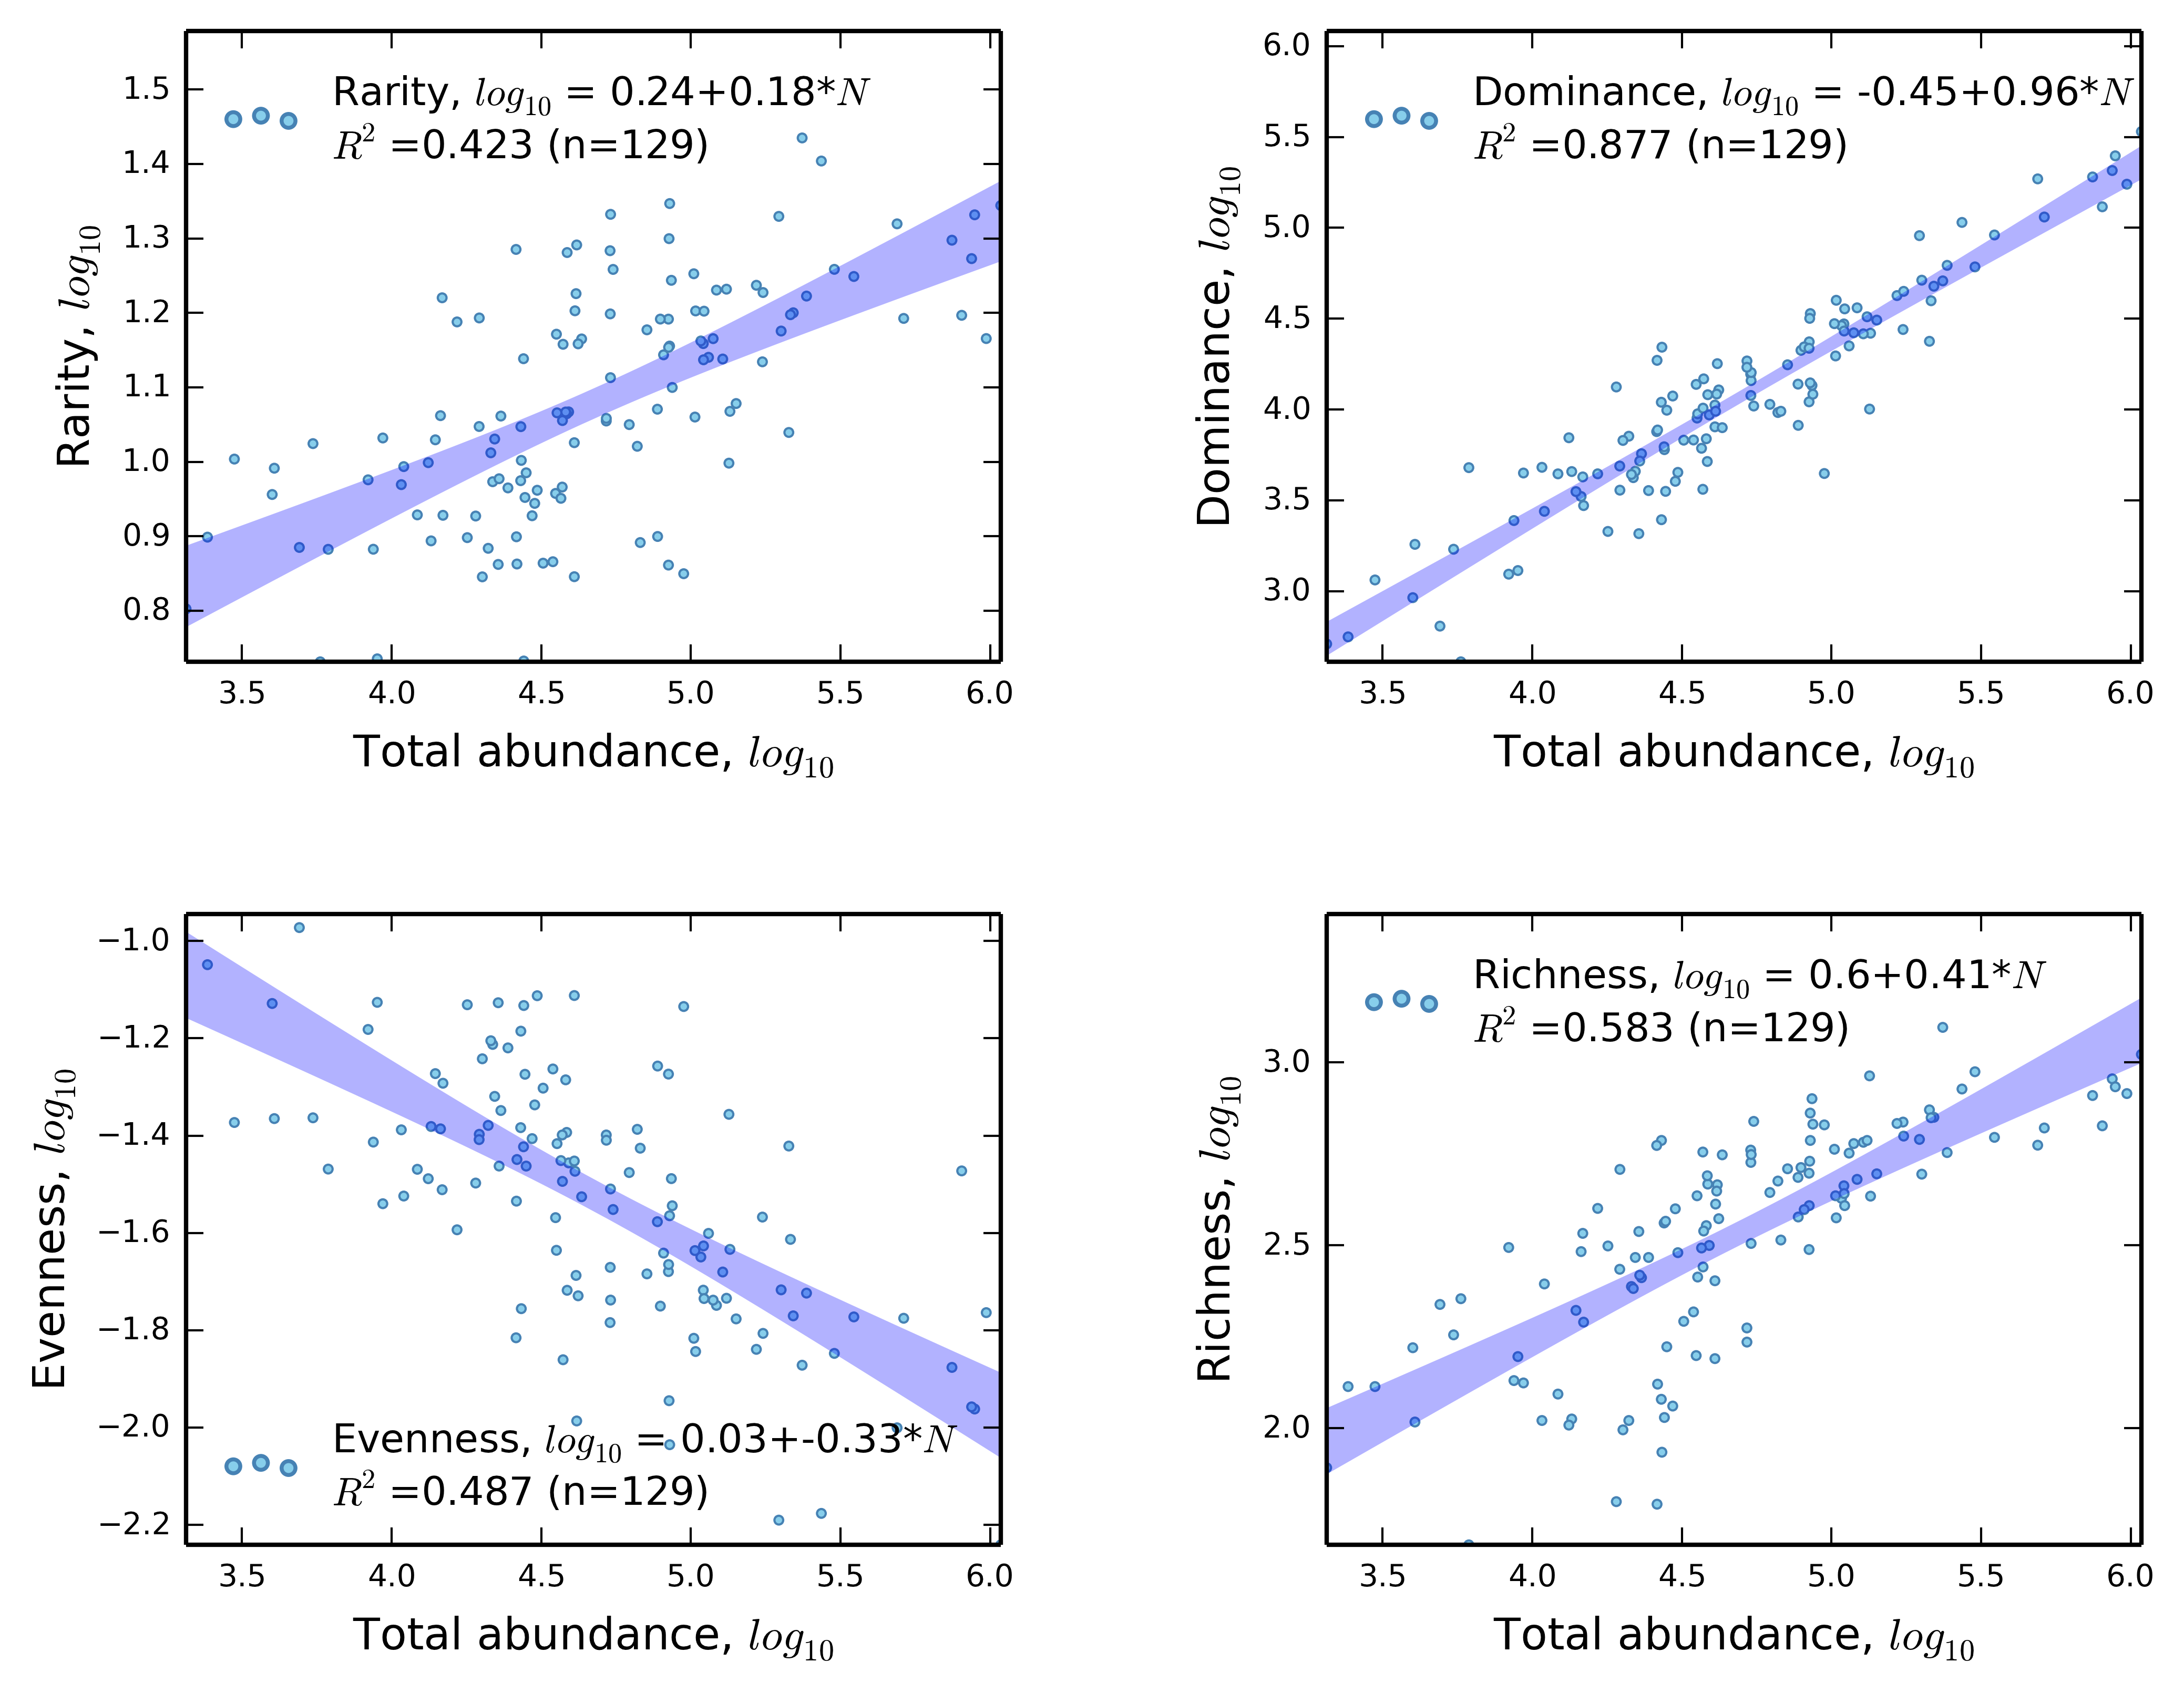 Rarity, log10 = 0.24+0.18*N
R2 =0.423 (n=129)
1.5
1.4
1.3
1.2
1.1
1.0
0.9
0.8
Rarity, log10
3.5 4.0 4.5 5.0 5.5 6.0
Total abundance, log10
Dominance, log10 = -0.45+0.96*N
R2 =0.877 (n=129)
6.0
5.5
5.0
4.5
4.0
3.5
3.0
Dominance, log10
3.5 4.0 4.5 5.0 5.5 6.0
Total abundance, log10
−1.0
−1.2
−1.4
−1.6
−1.8
−2.0
−2.2
Evenness, log10
Evenness, log10 = 0.03+-0.33*N
R2 =0.487 (n=129)
3.5 4.0 4.5 5.0 5.5 6.0
Total abundance, log10
Richness, log10 = 0.6+0.41*N
R2 =0.583 (n=129)
3.0
2.5
2.0
Richness, log10
3.5 4.0 4.5 5.0 5.5 6.0
Total abundance, log10